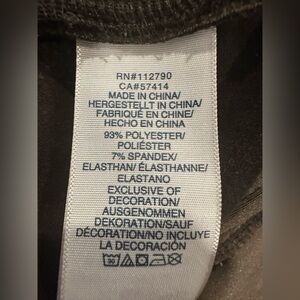 RN#112790
CA#57414
MADE IN CHINA/
HERGESTELLT IN CHINA/
FABRIQUÉ EN CHINE/
HECHO EN CHINA
93% POLYESTER/
POLIÉSTER
7% SPANDEX/
ELASTHAN/ÉLASTHANNE/
ELASTANO
EXCLUSIVE OF
DECORATION/
AUSGENOMMEN
DEKORATION/SAUF
DÉCORATION/NO INCLUYE
LA DECORACIÓN